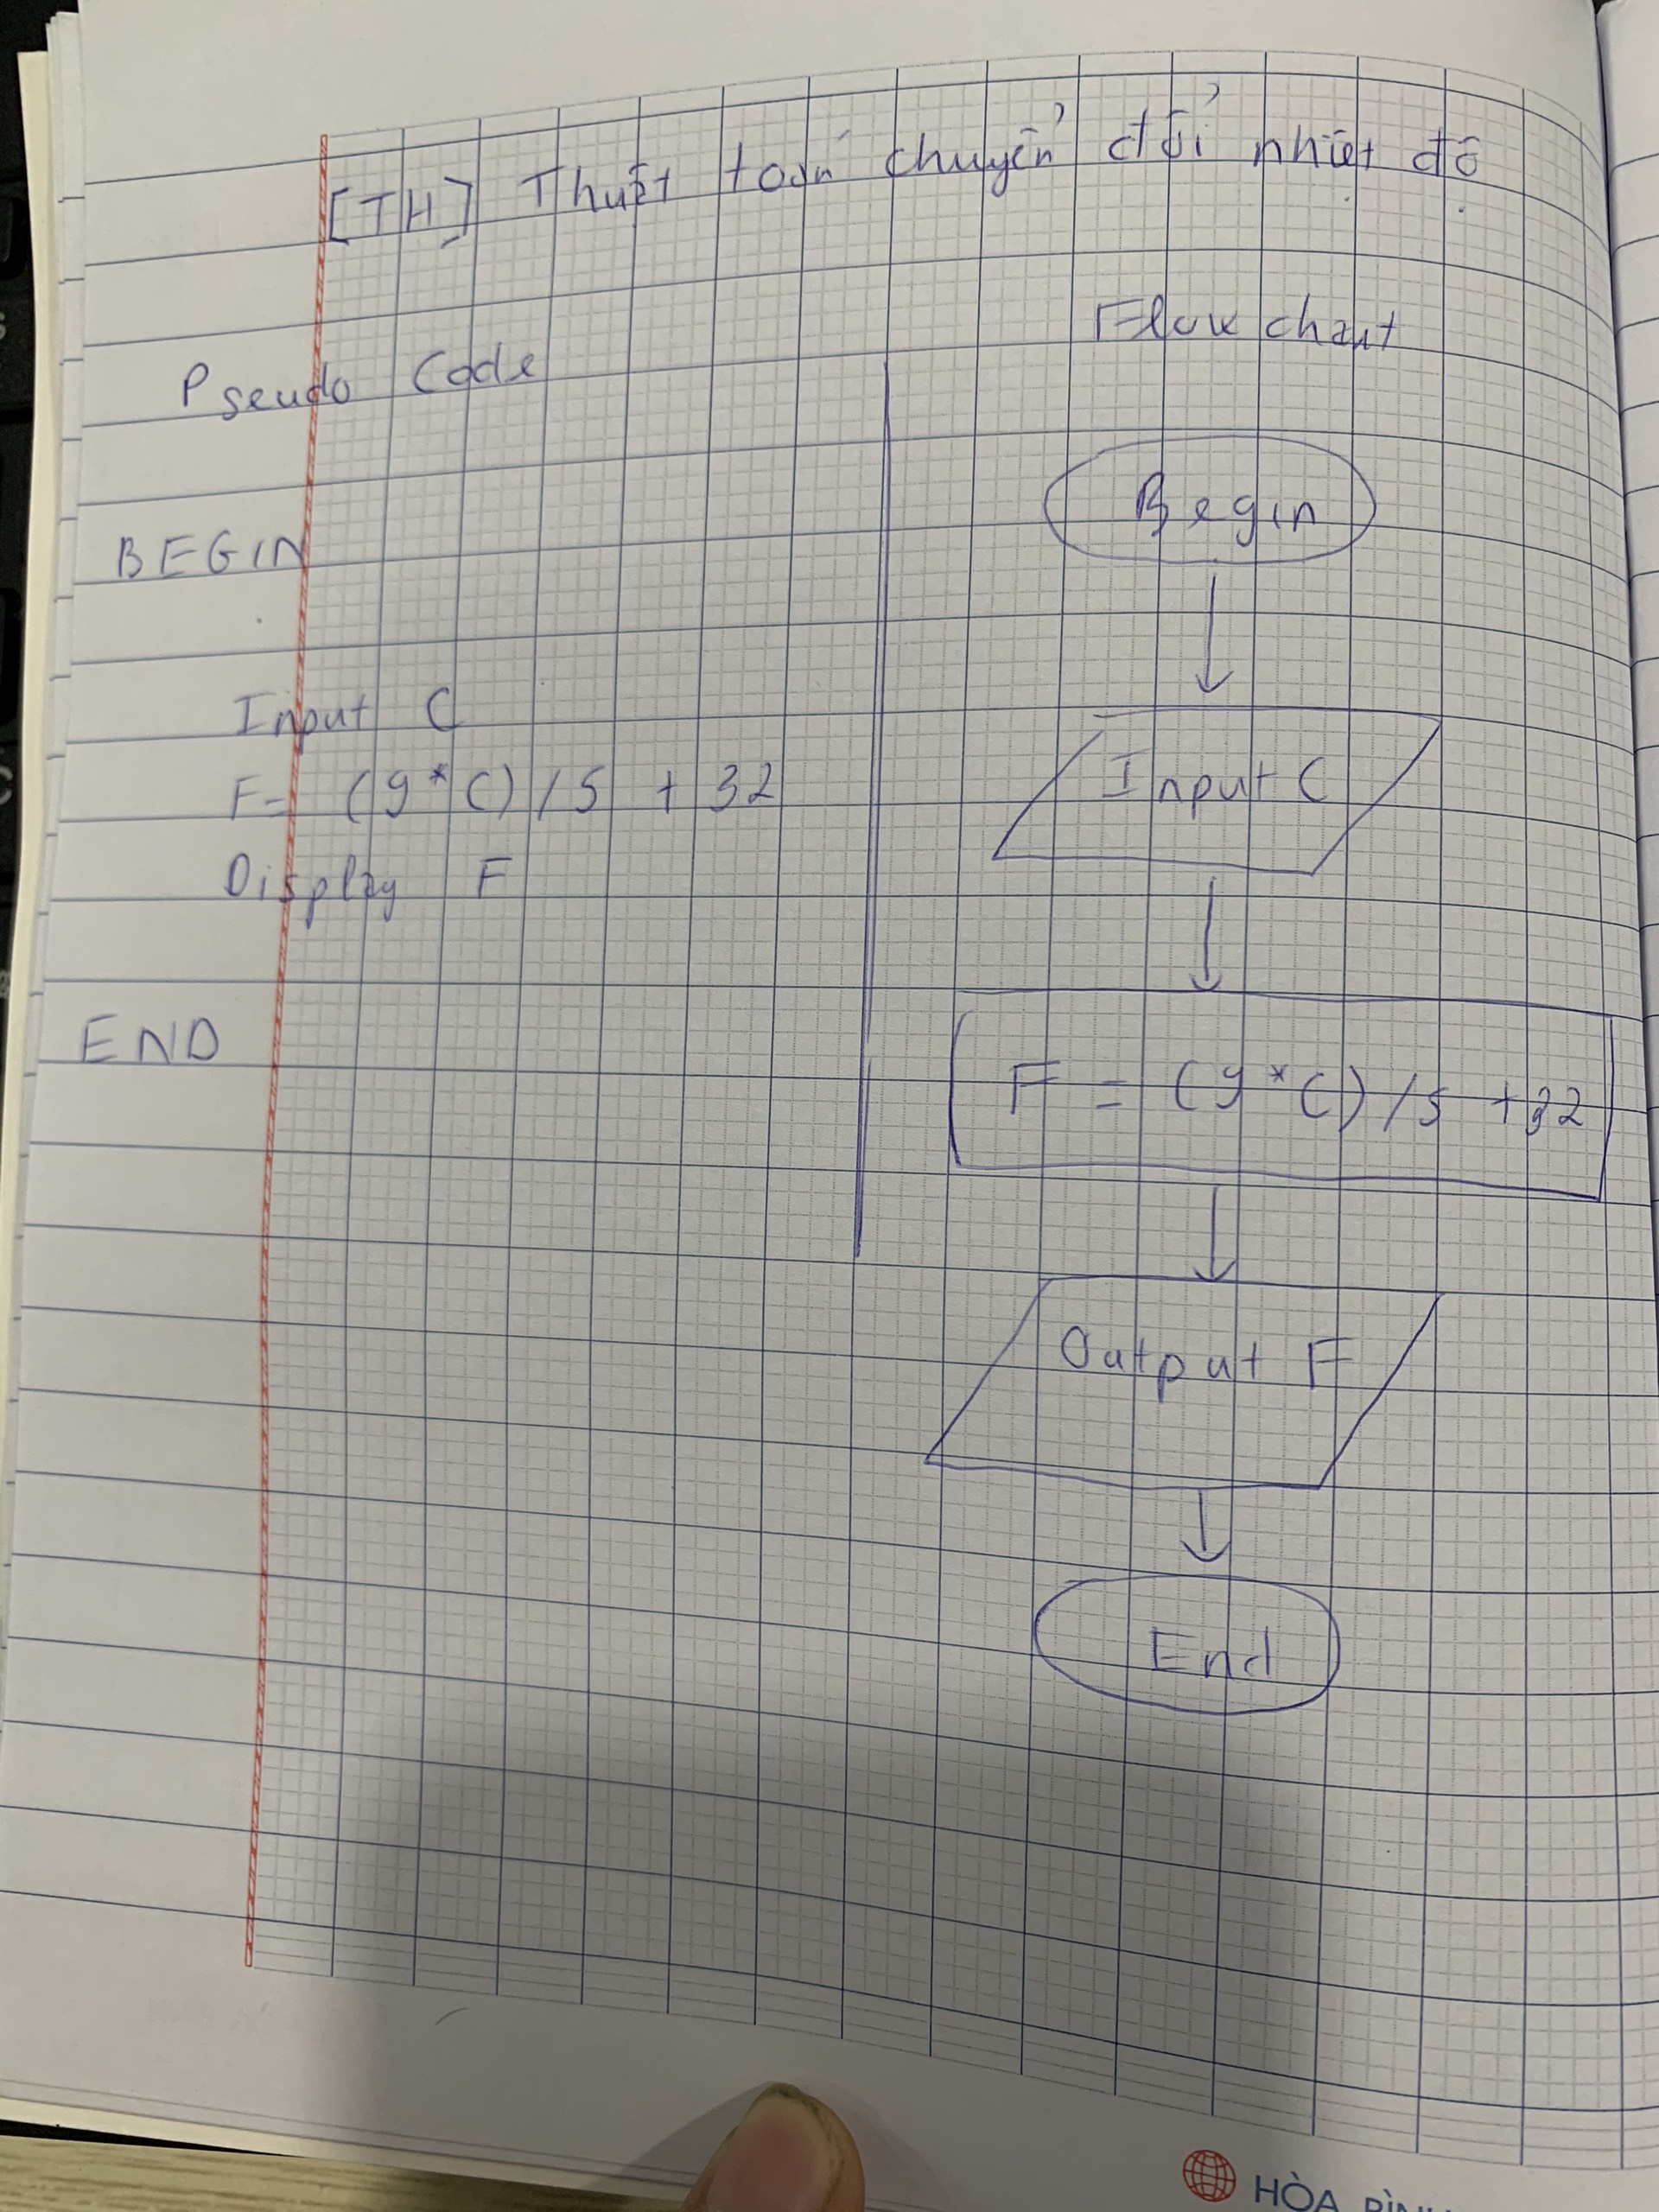 [TH] Thuật toán chuyển đổi nhiệt độ
Pseudo Code
BEGIN
Input C
F= (9*C)/5 + 32
Display F
END
Flow chart
Begin
Input C
F = (9*C)/5 +32
Output F
End
HÒA BÌNH